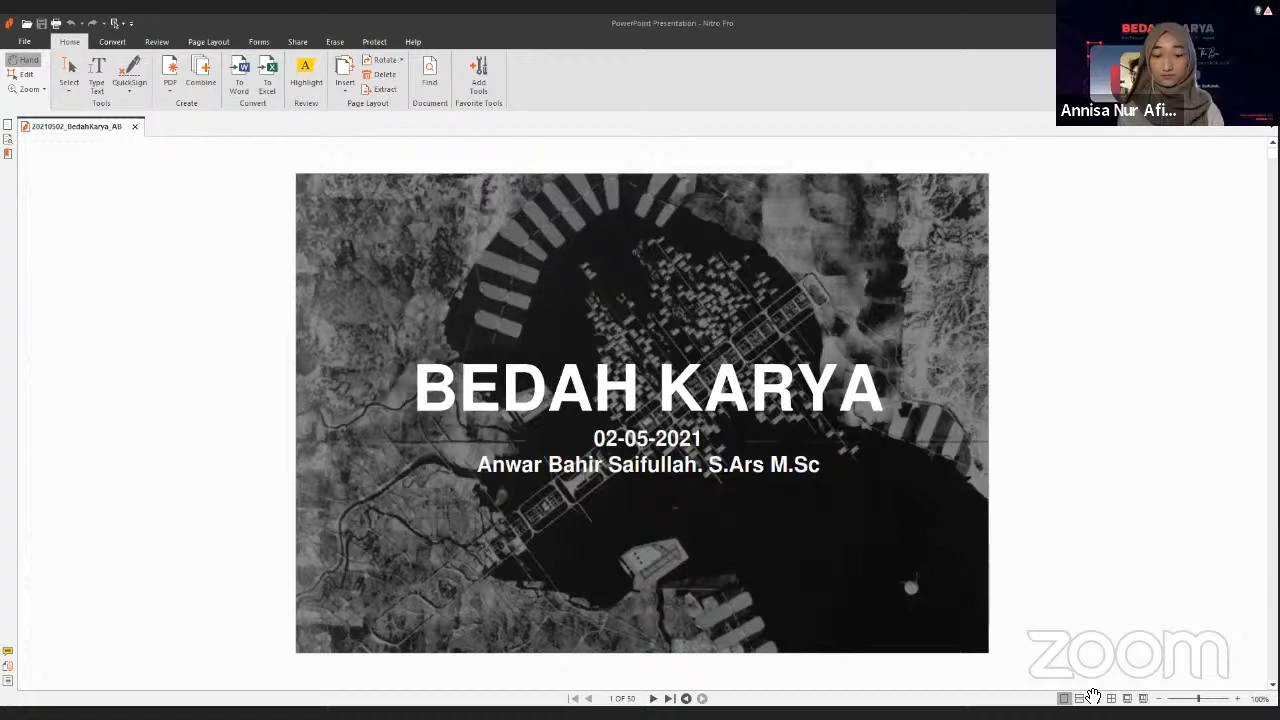 PowerPoint Presentation - Nitro Pro
File Home Convert Review Page Layout Forms Share Erase Protect Help
Hand
Edit
Zoom
Select
Type Text
QuickSign
Tools
PDF
Combine
Create
To Word
To Excel
Convert
Highlight
Review
Insert
Rotate
Delete
Extract
Page Layout
Find
Document
Add Tools
Favorite Tools
20210502_BedahKarya_AB
BEDAH KARYA
Annisa Nur Afi...
BEDAH KARYA
02-05-2021
Anwar Bahir Saifullah. S.Ars M.Sc
zoom
1 OF 50
100%